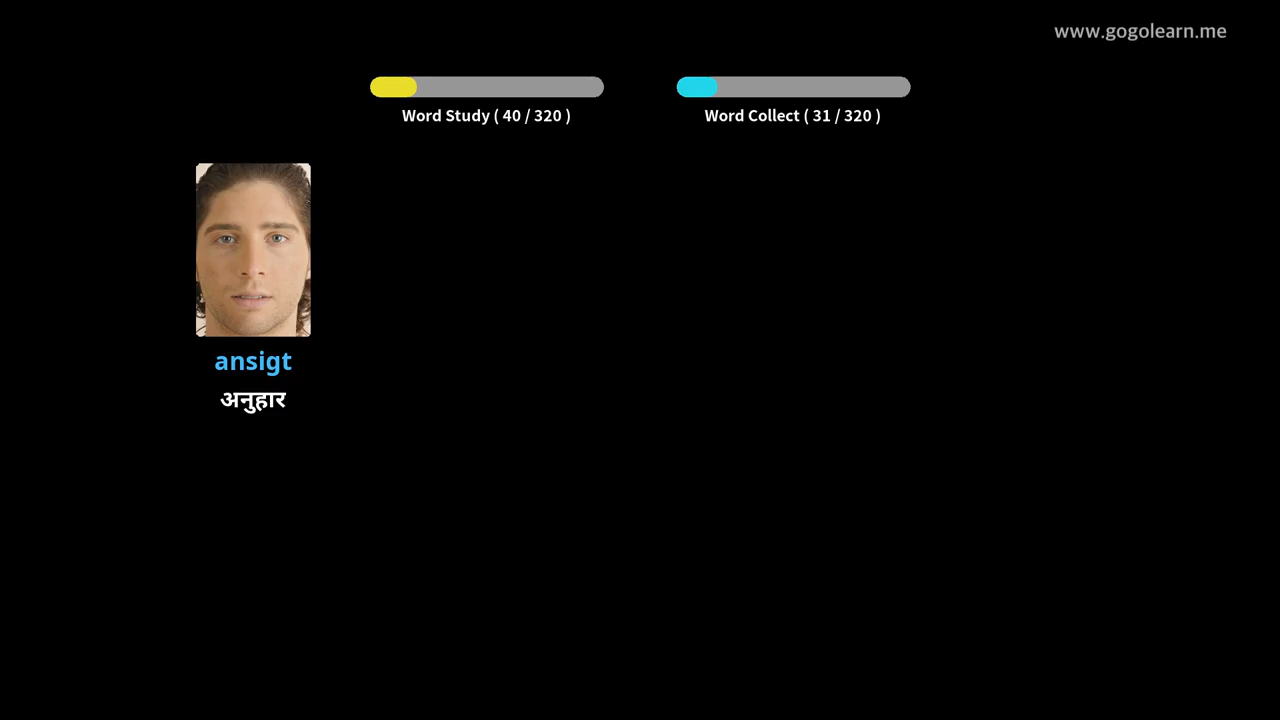 www.gogolearn.me
Word Study ( 40 / 320 )
Word Collect ( 31 / 320 )
ansigt
अनुहार